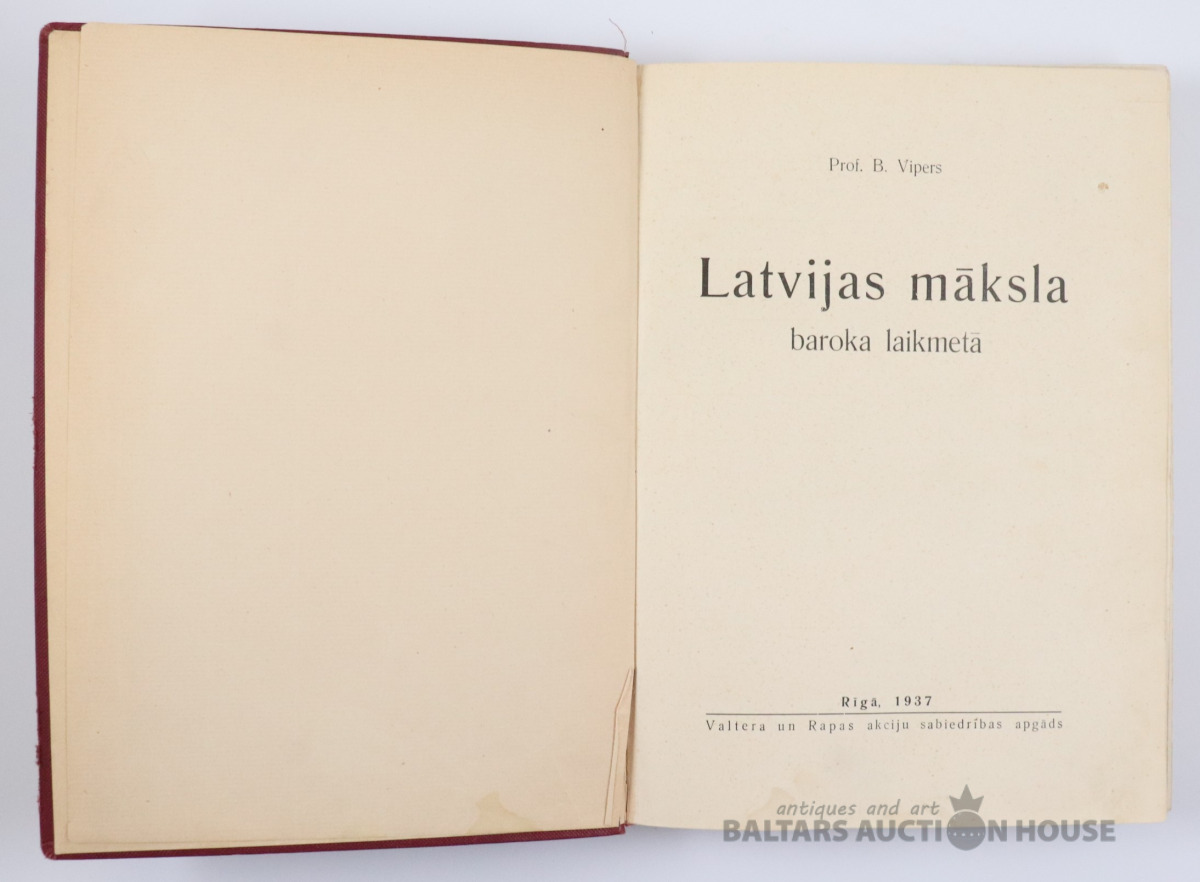 Prof. B. Vipers
Latvijas māksla
baroka laikmetā
Rīgā, 1937
Valtera un Rapas akciju sabiedrības apgāds
antiques and art
BALTARS AUCTION HOUSE